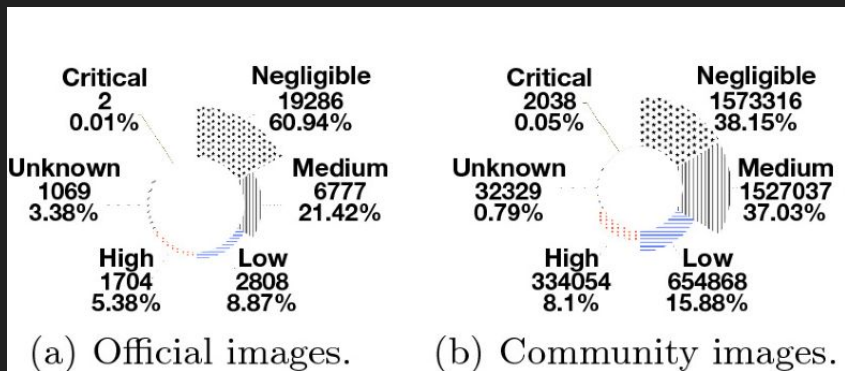 Critical
2
0.01%
Negligible
19286
60.94%
Unknown
1069
3.38%
Medium
6777
21.42%
High
1704
5.38%
Low
2808
8.87%
(a) Official images.
Critical
2038
0.05%
Negligible
1573316
38.15%
Unknown
32329
0.79%
Medium
1527037
37.03%
High
334054
8.1%
Low
654868
15.88%
(b) Community images.